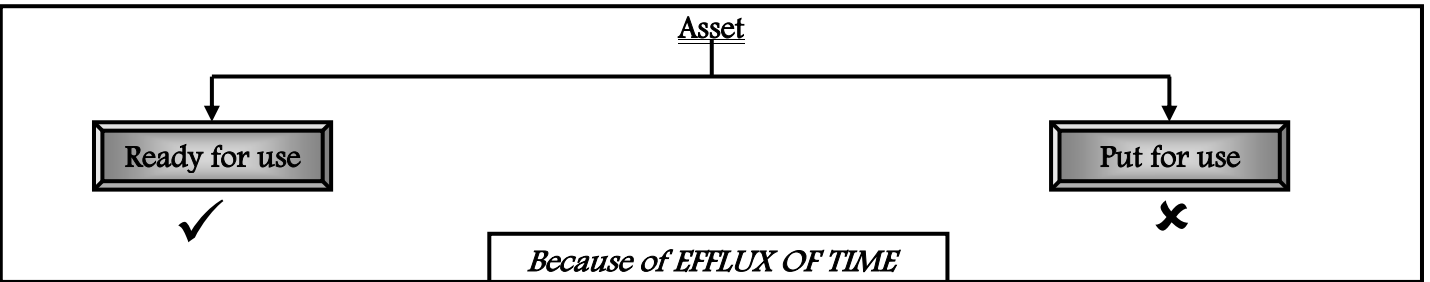 Asset
Ready for use
Put for use
✓
✘
Because of EFFLUX OF TIME